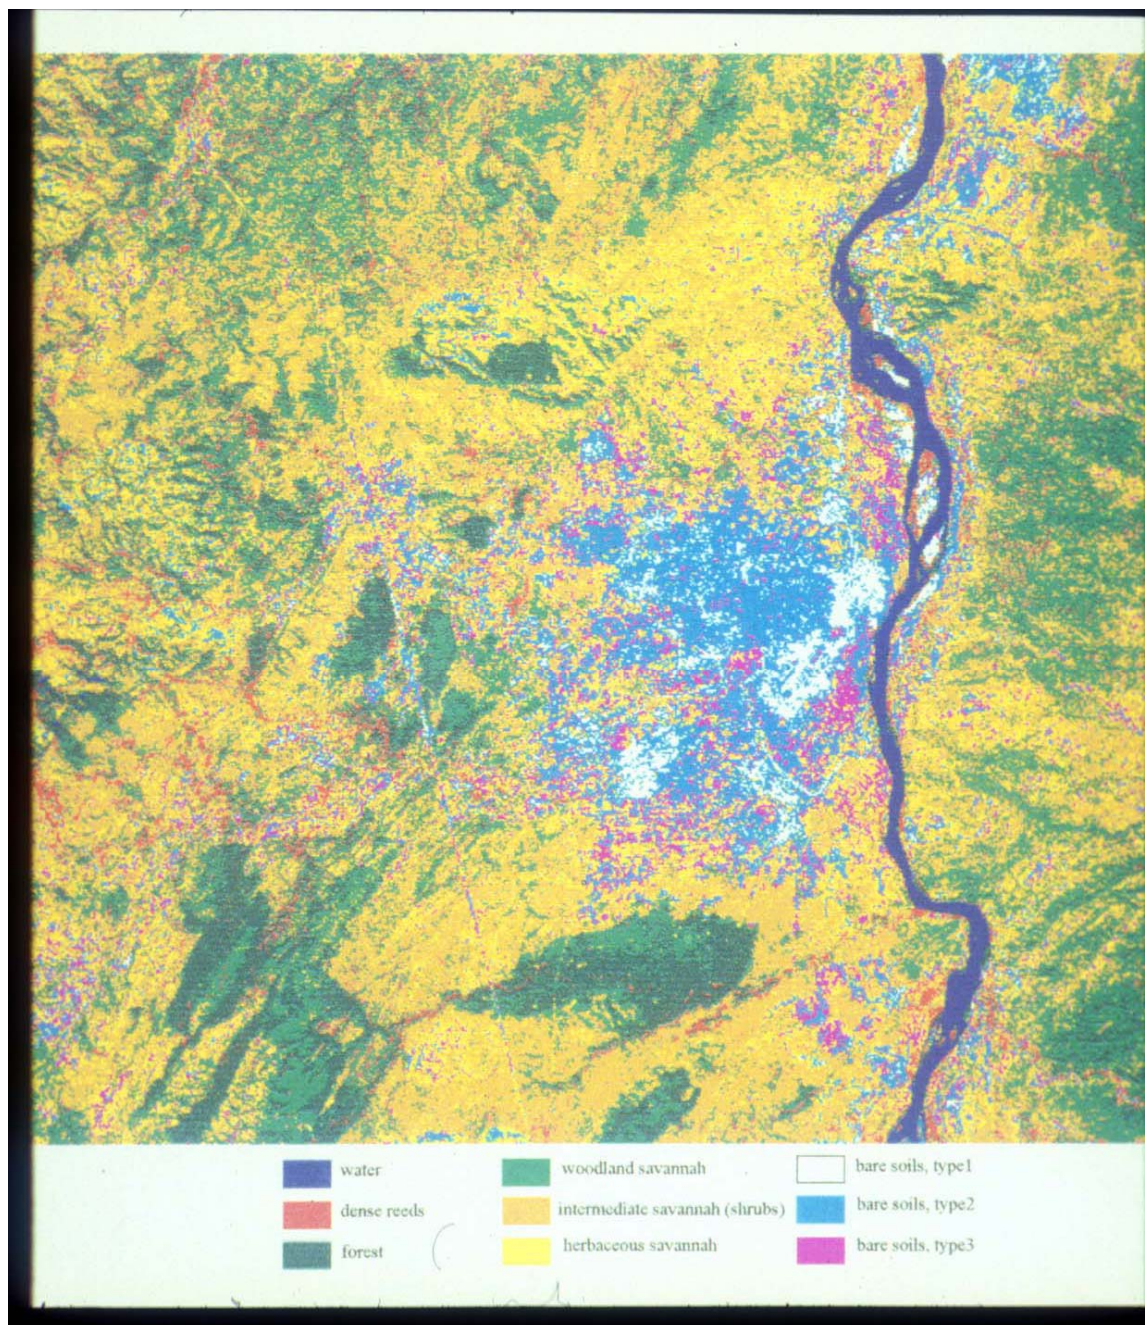 water
dense reeds
forest
woodland savannah
intermediate savannah (shrubs)
herbaceous savannah
bare soils, type1
bare soils, type2
bare soils, type3